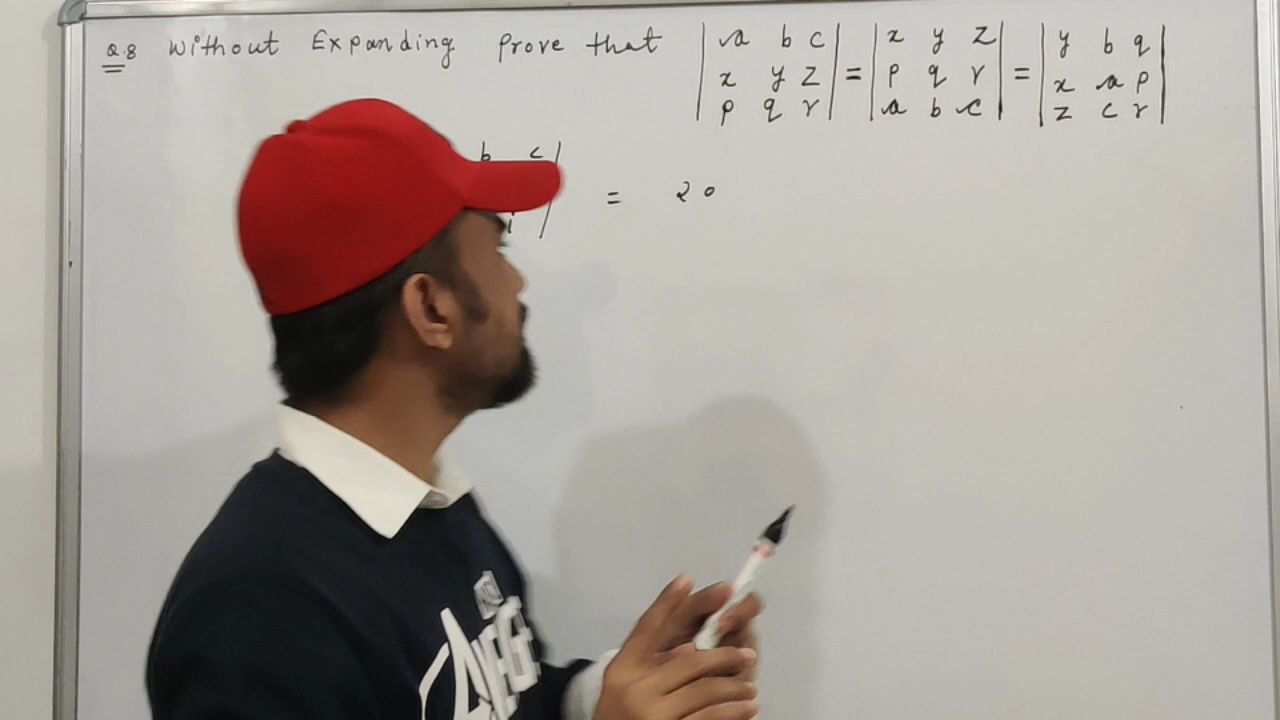 Q.8 Without Expanding Prove that | a b c | = | x y z | = | y b q |
| x y z | | p q r | | x a p |
| p q r | | a b c | | z c r |
b c |
i | = 20